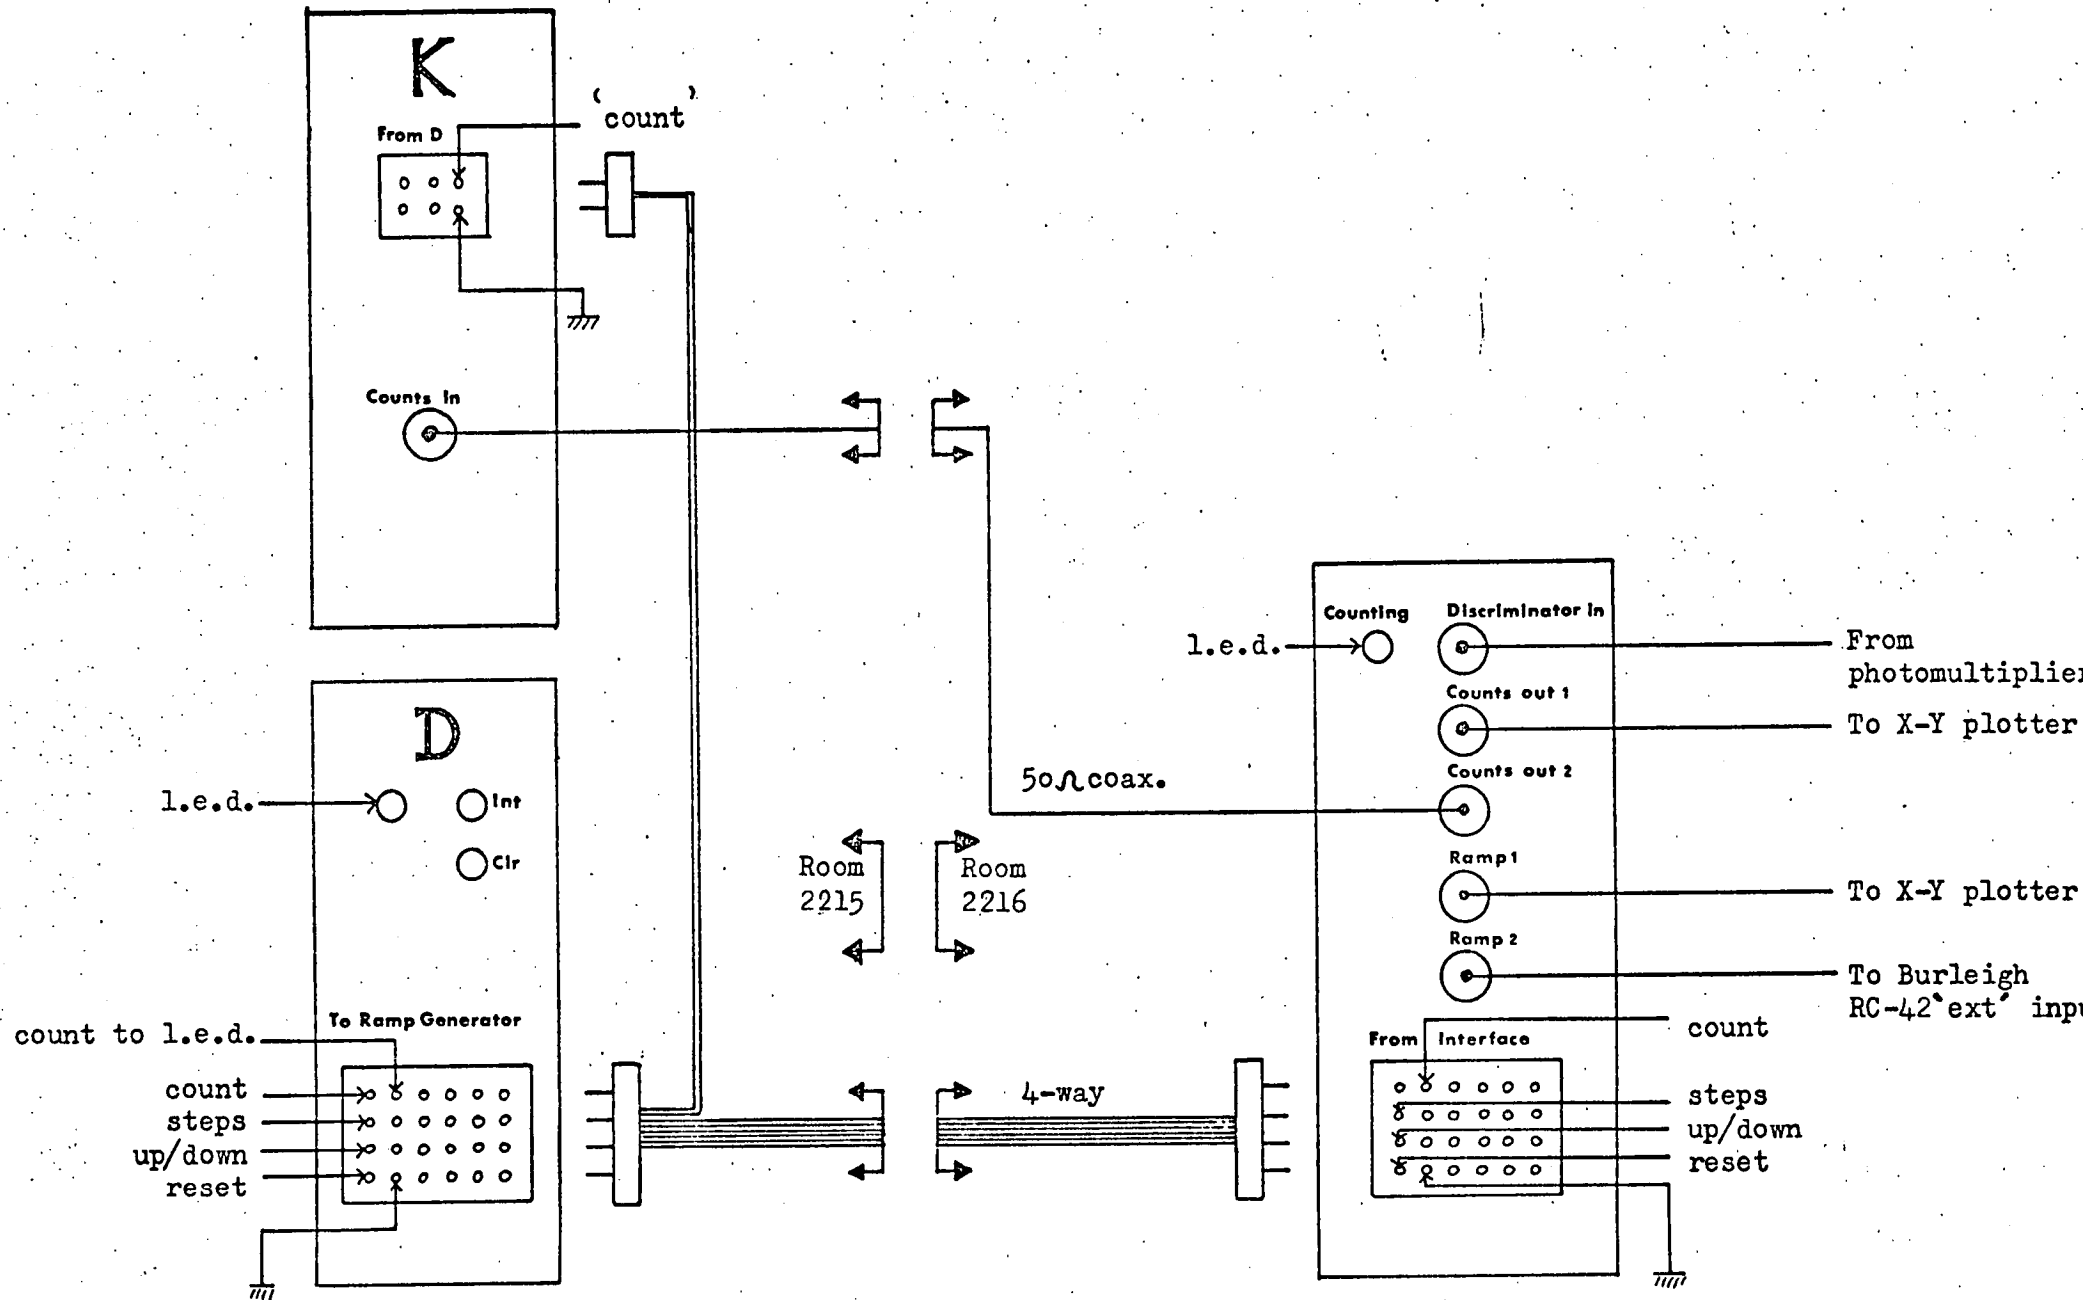 K
From D
‘count’
Counts In
D
l.e.d.
Int
Clr
To Ramp Generator
count to l.e.d.
count
steps
up/down
reset
Room
2215
Room
2216
50Ω coax.
4-way
Counting
l.e.d.
Discriminator In
From
photomultiplier
Counts out 1
To X-Y plotter
Counts out 2
Ramp 1
To X-Y plotter
Ramp 2
To Burleigh
RC-42 ‘ext’ inpu
From Interface
count
steps
up/down
reset